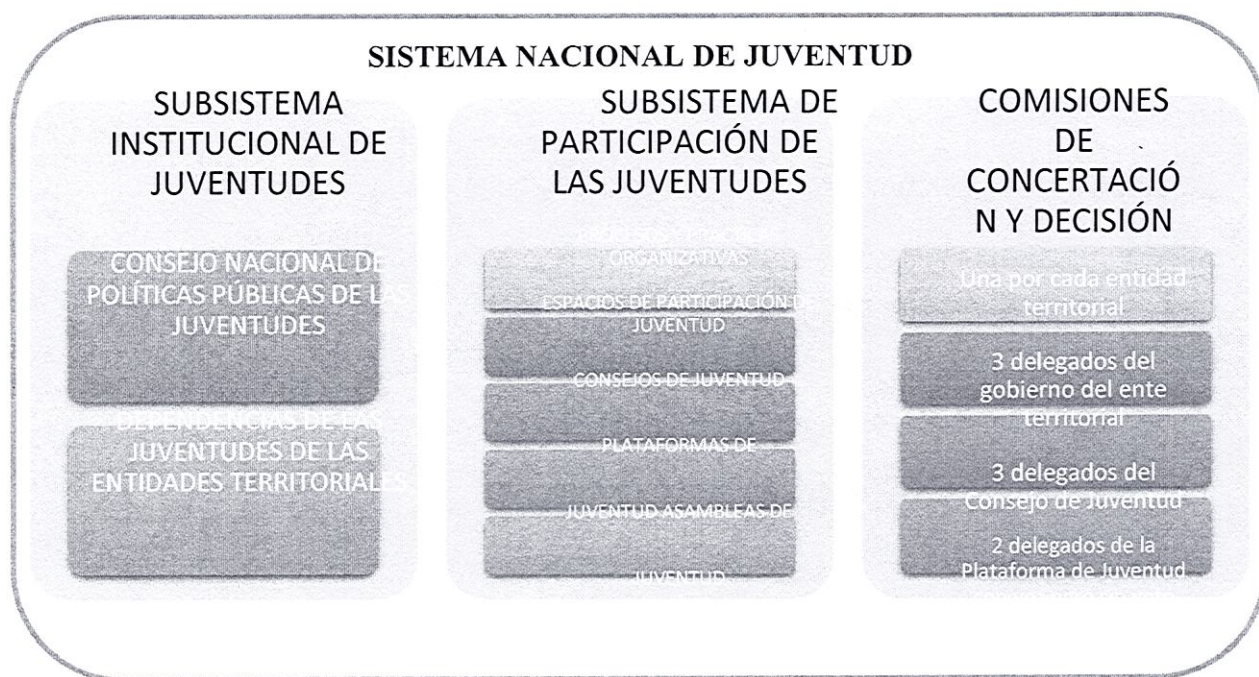 SISTEMA NACIONAL DE JUVENTUD
SUBSISTEMA
INSTITUCIONAL DE
JUVENTUDES
CONSEJO NACIONAL DE
POLÍTICAS PÚBLICAS DE LAS
JUVENTUDES
DEPENDENCIAS DE LAS
JUVENTUDES DE LAS
ENTIDADES TERRITORIALES
SUBSISTEMA DE
PARTICIPACIÓN DE
LAS JUVENTUDES
ORGANIZATIVAS
ESPACIOS DE PARTICIPACIÓN D
JUVENTUD
CONSEJOS DE JUVENTUD
PLATAFORMAS DE
JUVENTUD ASAMBLEAS DE
JUVENTUD
COMISIONES
DE
CONCERTACIÓ
N Y DECISIÓN
Una por cada entidad
territorial
3 delegados del
gobierno del ente
territorial
3 delegados del
Consejo de Juventud
2 delegados de la
Plataforma de Juventud